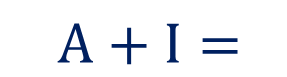 A + I =